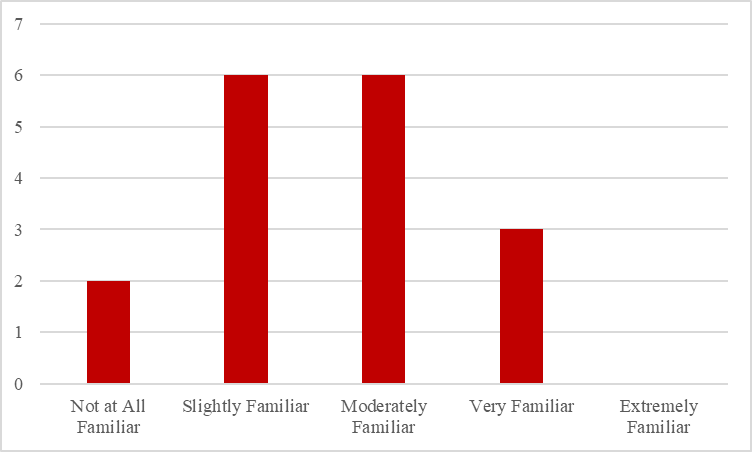 7
6
5
4
3
2
1
0
Not at All
Familiar
Slightly Familiar
Moderately
Familiar
Very Familiar
Extremely
Familiar